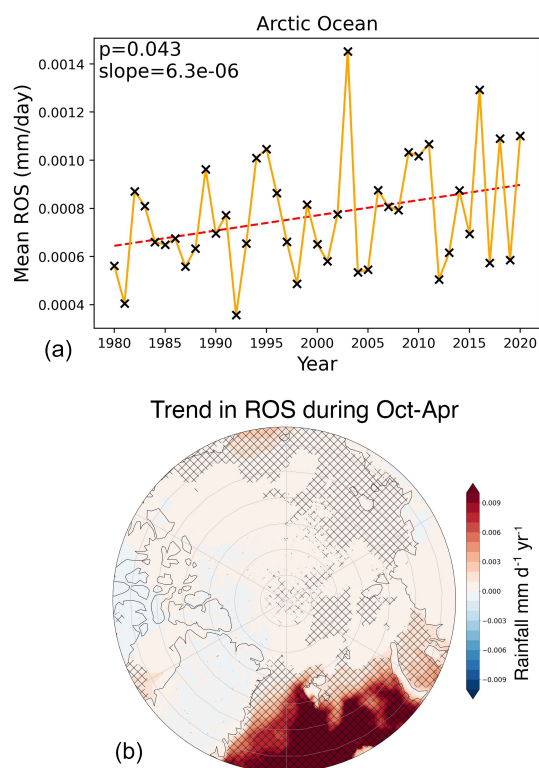 Arctic Ocean
p=0.043
slope=6.3e-06
Mean ROS (mm/day)
0.0014
0.0012
0.0010
0.0008
0.0006
0.0004
1980 1985 1990 1995 2000 2005 2010 2015 2020
Year
(a)
Trend in ROS during Oct-Apr
0.009
0.006
0.003
0.000
−0.003
−0.006
−0.009
Rainfall mm d⁻¹ yr⁻¹
(b)